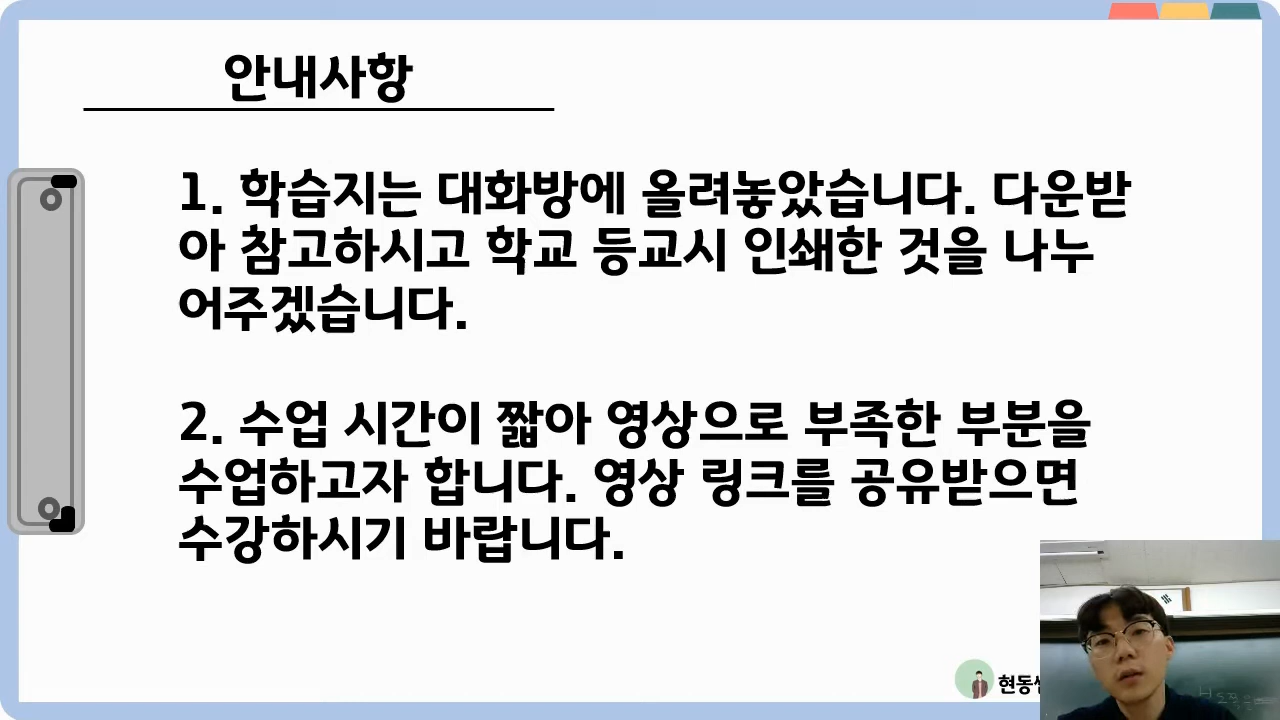 안내사항
1. 학습지는 대화방에 올려놓았습니다. 다운받
아 참고하시고 학교 등교시 인쇄한 것을 나누
어주겠습니다.
2. 수업 시간이 짧아 영상으로 부족한 부분을
수업하고자 합니다. 영상 링크를 공유받으면
수강하시기 바랍니다.